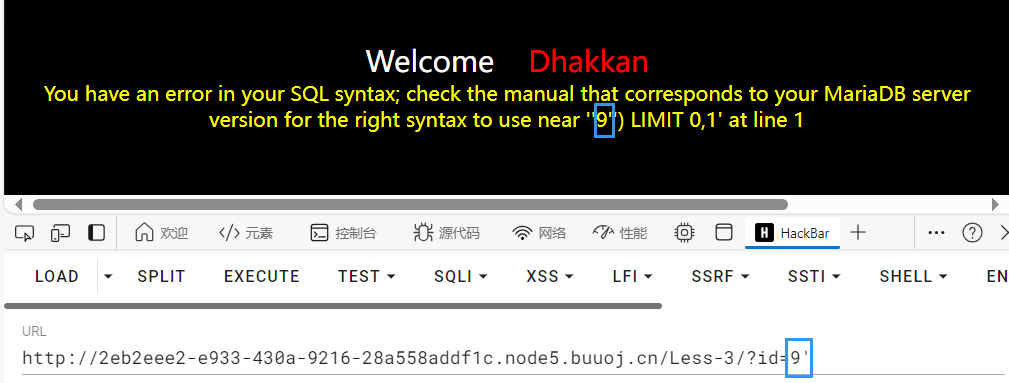 Welcome Dhakkan
You have an error in your SQL syntax; check the manual that corresponds to your MariaDB server
version for the right syntax to use near ''9'') LIMIT 0,1' at line 1
欢迎 </> 元素 控制台 源代码 网络 性能 H HackBar
LOAD SPLIT EXECUTE TEST SQLI XSS LFI SSRF SSTI SHELL EN
URL
http://2eb2eee2-e933-430a-9216-28a558addf1c.node5.buuoj.cn/Less-3/?id=9'